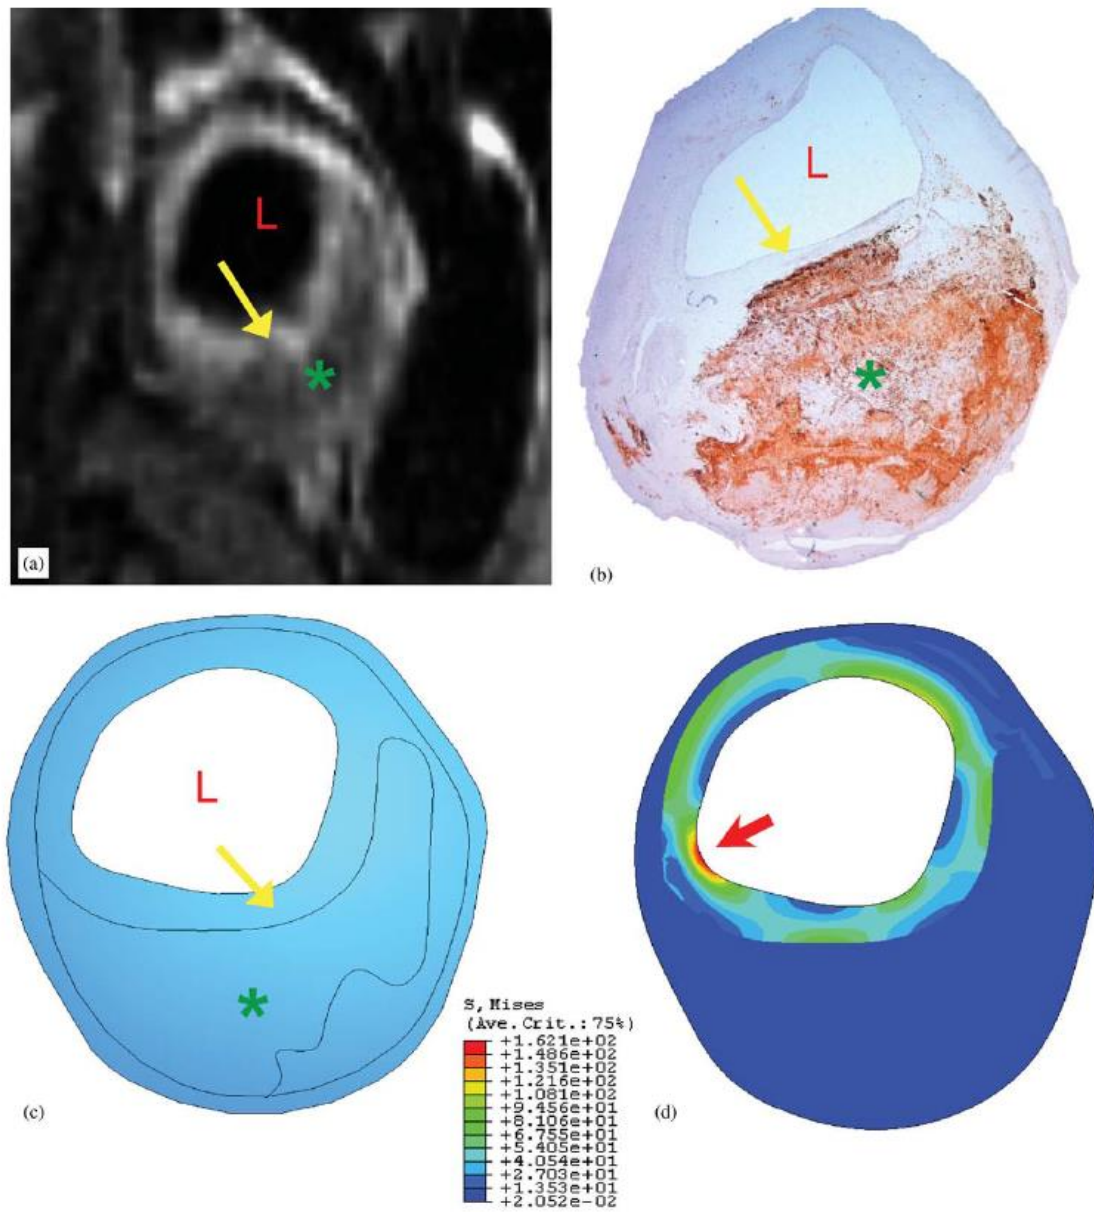 L
*
(a)
L
*
(b)
L
*
(c)
S, Mises
(Ave.Crit.:75%)
+1.621e+02
+1.486e+02
+1.351e+02
+1.216e+02
+1.081e+02
+9.456e+01
+8.106e+01
+6.755e+01
+5.405e+01
+4.054e+01
+2.703e+01
+1.353e+01
+2.052e-02
(d)